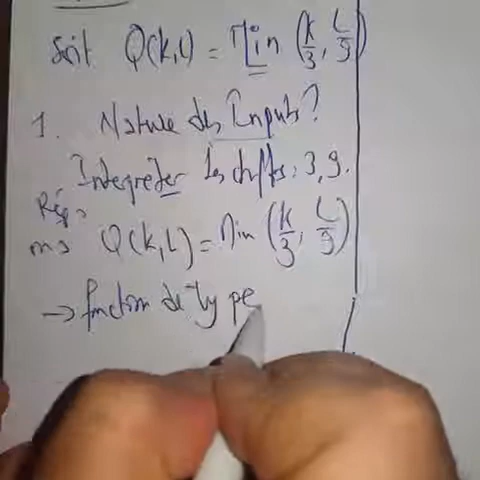 Soit Q(K,L) = Min (K/3, L/9)
1. Nature des Inputs?
Intepréter les chiffres: 3, 9.
Rép:
ms Q(K,L) = Min (K/3, L/9)
→ fonction de type